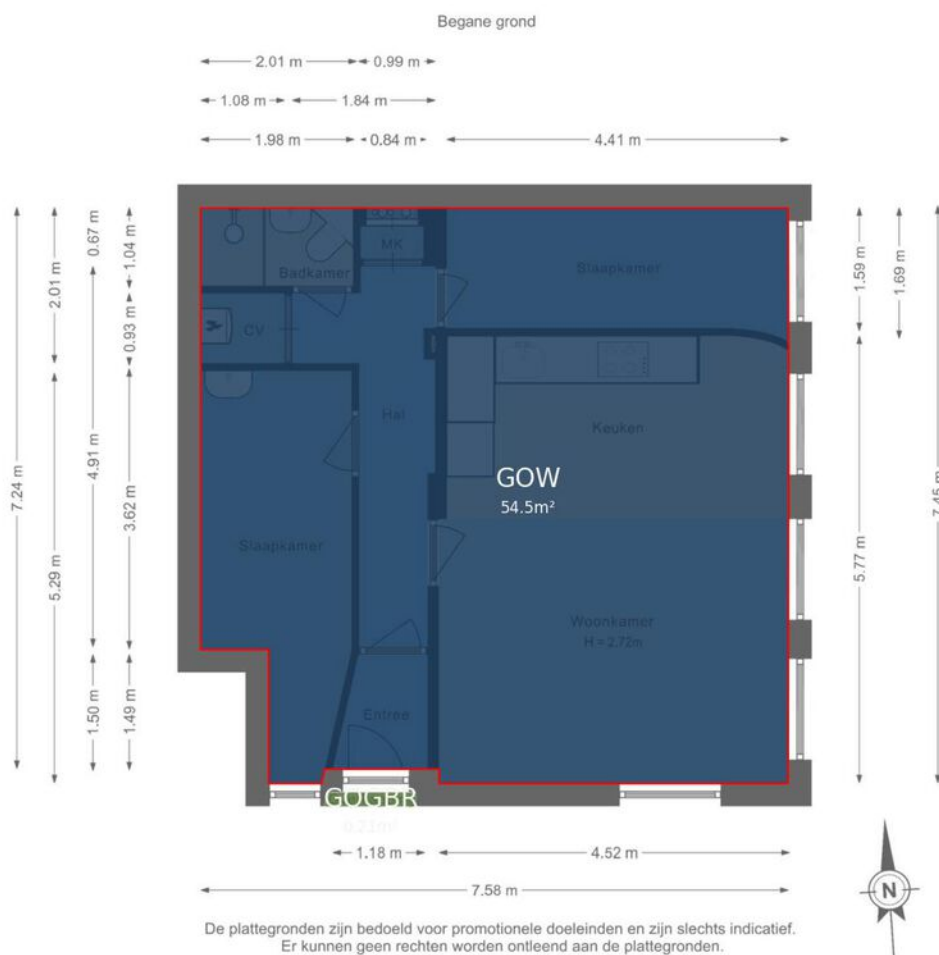 Begane grond
2.01 m 0.99 m
1.08 m 1.84 m
1.98 m 0.84 m 4.41 m
7.24 m
2.01 m
5.29 m
0.67 m
4.91 m
1.50 m
1.04 m
0.93 m
3.62 m
1.49 m
MK
Badkamer
Slaapkamer
CV
Hal
Keuken
GOW
54.5m²
Slaapkamer
Woonkamer
H = 2.72m
Entree
GOGBR
0.21m²
1.59 m
5.77 m
1.69 m
7.46 m
1.18 m 4.52 m
7.58 m
N
De plattegronden zijn bedoeld voor promotionele doeleinden en zijn slechts indicatief.
Er kunnen geen rechten worden ontleend aan de plattegronden.